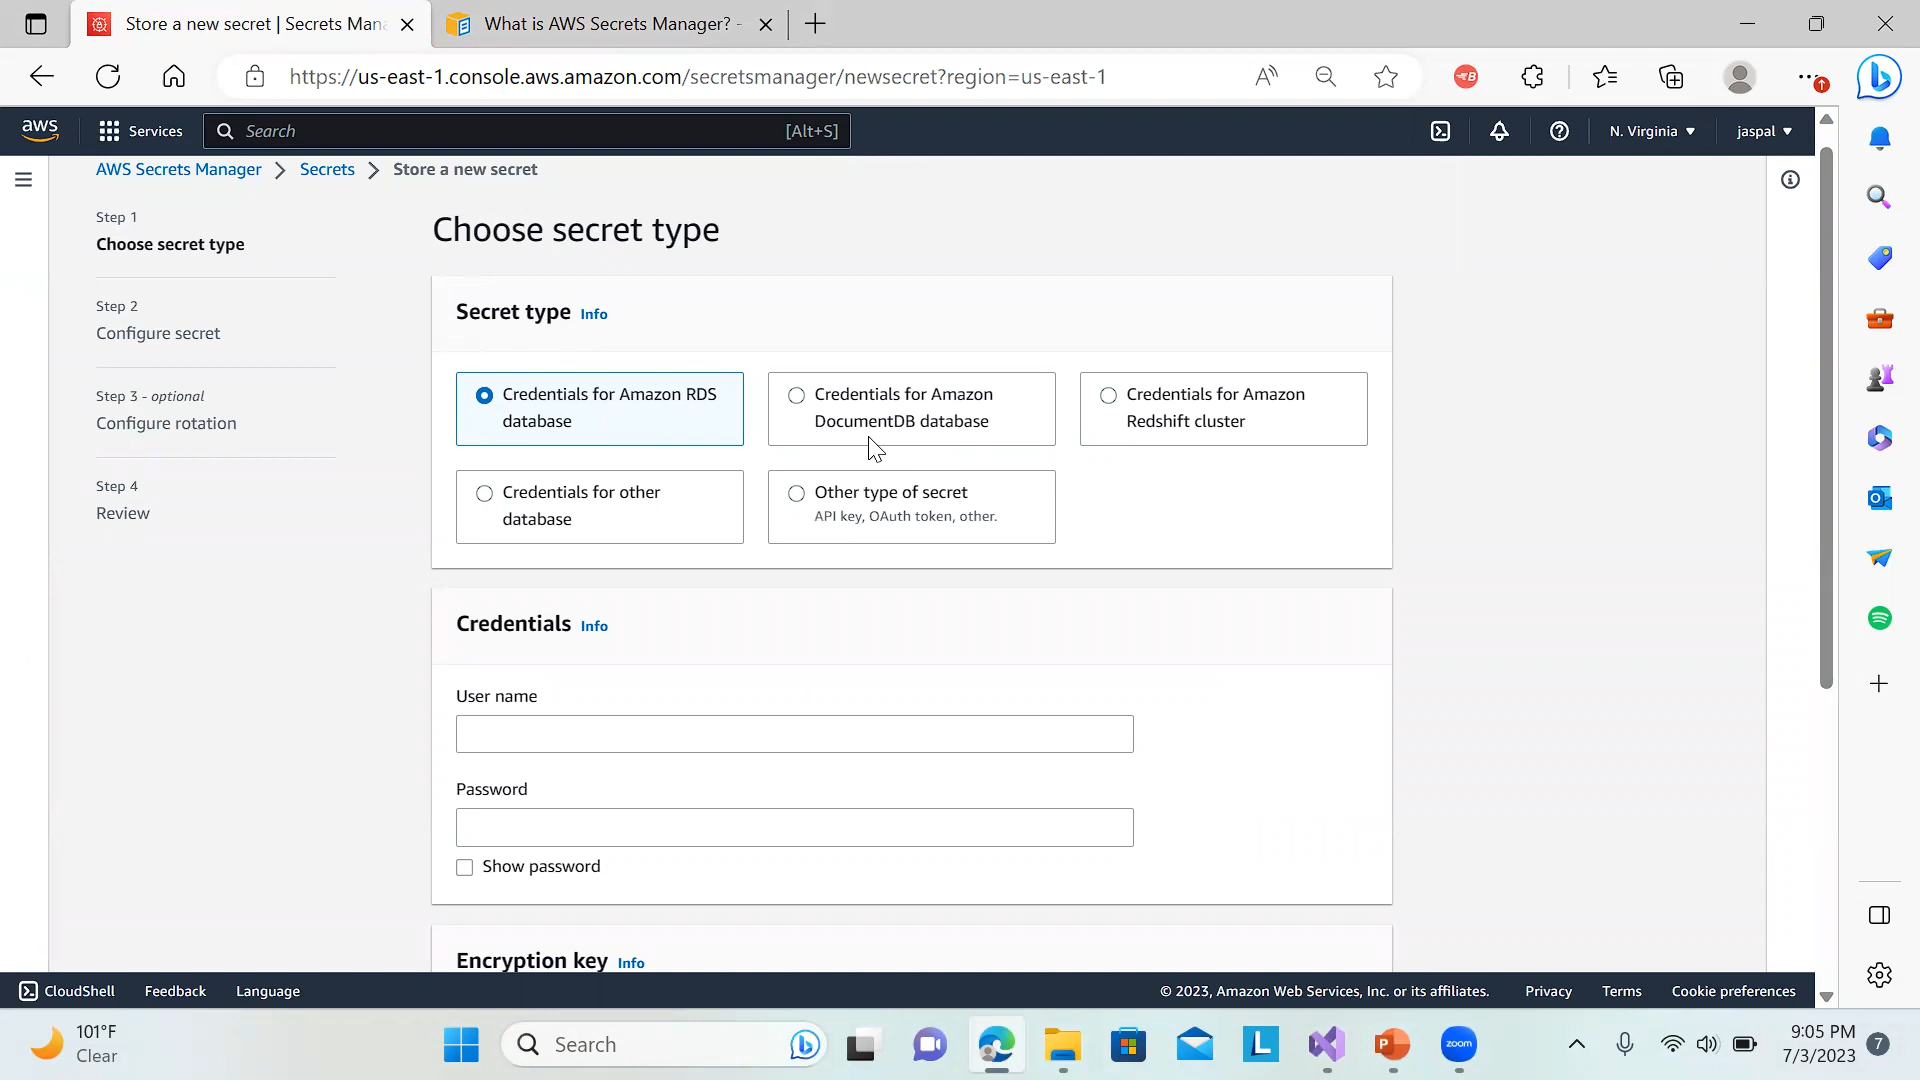 Store a new secret | Secrets Mana
What is AWS Secrets Manager? -
https://us-east-1.console.aws.amazon.com/secretsmanager/newsecret?region=us-east-1
aws
Services
Search
[Alt+S]
N. Virginia
jaspal
AWS Secrets Manager
Secrets
Store a new secret
Step 1
Choose secret type
Step 2
Configure secret
Step 3 - optional
Configure rotation
Step 4
Review
Choose secret type
Secret type Info
Credentials for Amazon RDS
database
Credentials for Amazon
DocumentDB database
Credentials for Amazon
Redshift cluster
Credentials for other
database
Other type of secret
API key, OAuth token, other.
Credentials Info
User name
Password
Show password
Encryption key Info
CloudShell
Feedback
Language
© 2023, Amazon Web Services, Inc. or its affiliates.
Privacy
Terms
Cookie preferences
101°F
Clear
Search
zoom
9:05 PM
7/3/2023
7